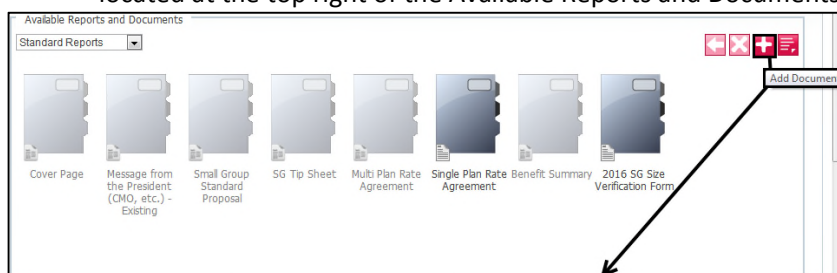 located at the top right of the Available Reports and Documents
Available Reports and Documents
Standard Reports
Add Documen
Cover Page
Message from
the President
(CMO, etc.) -
Existing
Small Group
Standard
Proposal
SG Tip Sheet
Multi Plan Rate
Agreement
Single Plan Rate
Agreement
Benefit Summary
2016 SG Size
Verification Form